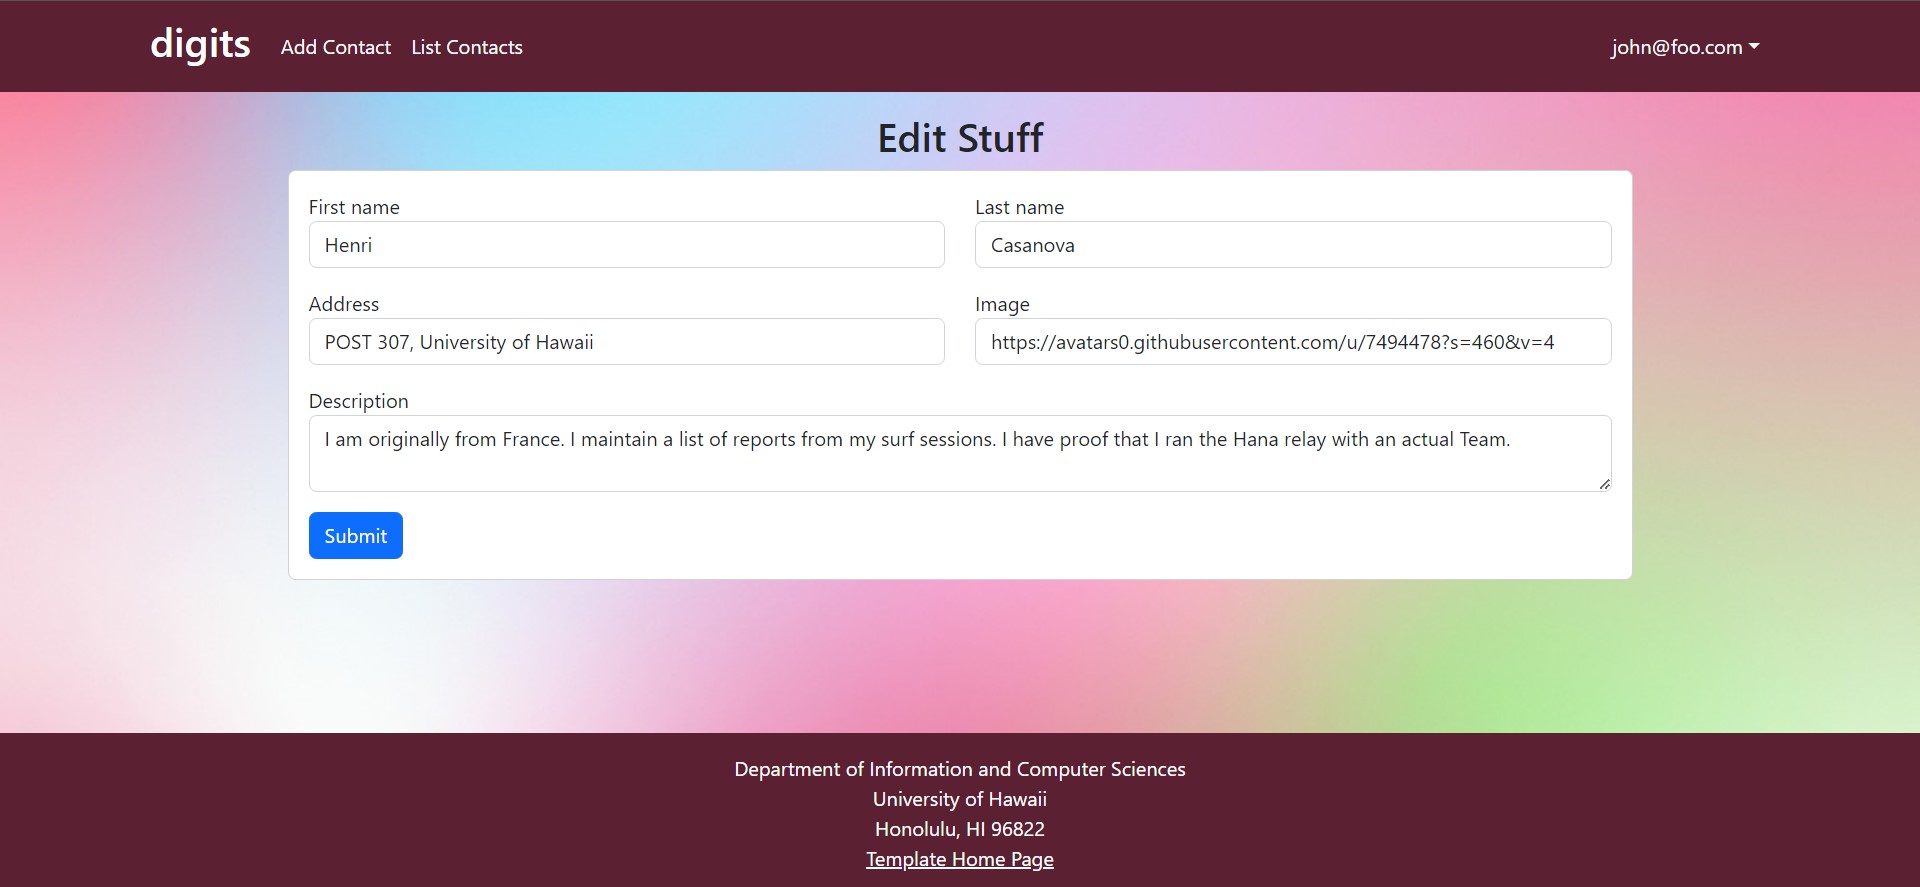 digits
Add Contact
List Contacts
john@foo.com
Edit Stuff
First name
Last name
Henri
Casanova
Address
Image
POST 307, University of Hawaii
https://avatars0.githubusercontent.com/u/7494478?s=460&v=4
Description
I am originally from France. I maintain a list of reports from my surf sessions. I have proof that I ran the Hana relay with an actual Team.
Submit
Department of Information and Computer Sciences
University of Hawaii
Honolulu, HI 96822
Template Home Page